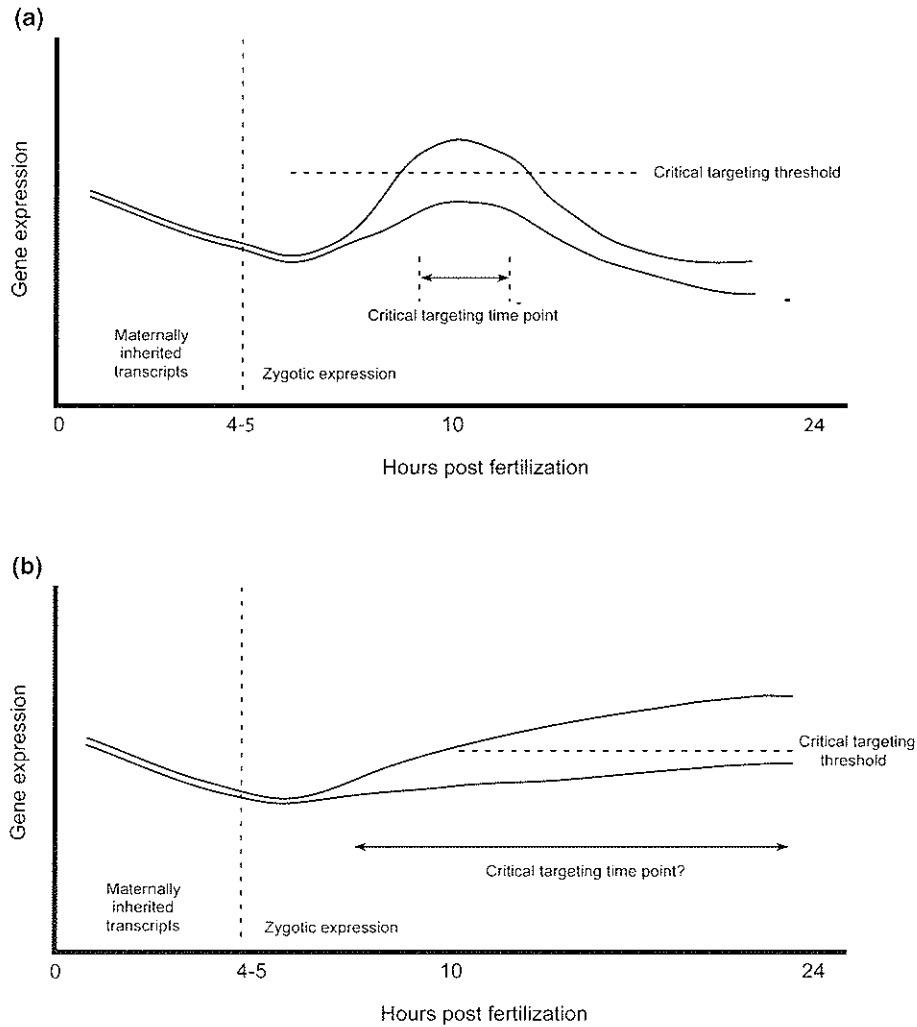 (a)
Gene expression
Critical targeting threshold
Critical targeting time point
Maternally
inherited
transcripts
Zygotic expression
0
4-5
10
24
Hours post fertilization
(b)
Gene expression
Critical targeting
threshold
Critical targeting time point?
Maternally
inherited
transcripts
Zygotic expression
0
4-5
10
24
Hours post fertilization